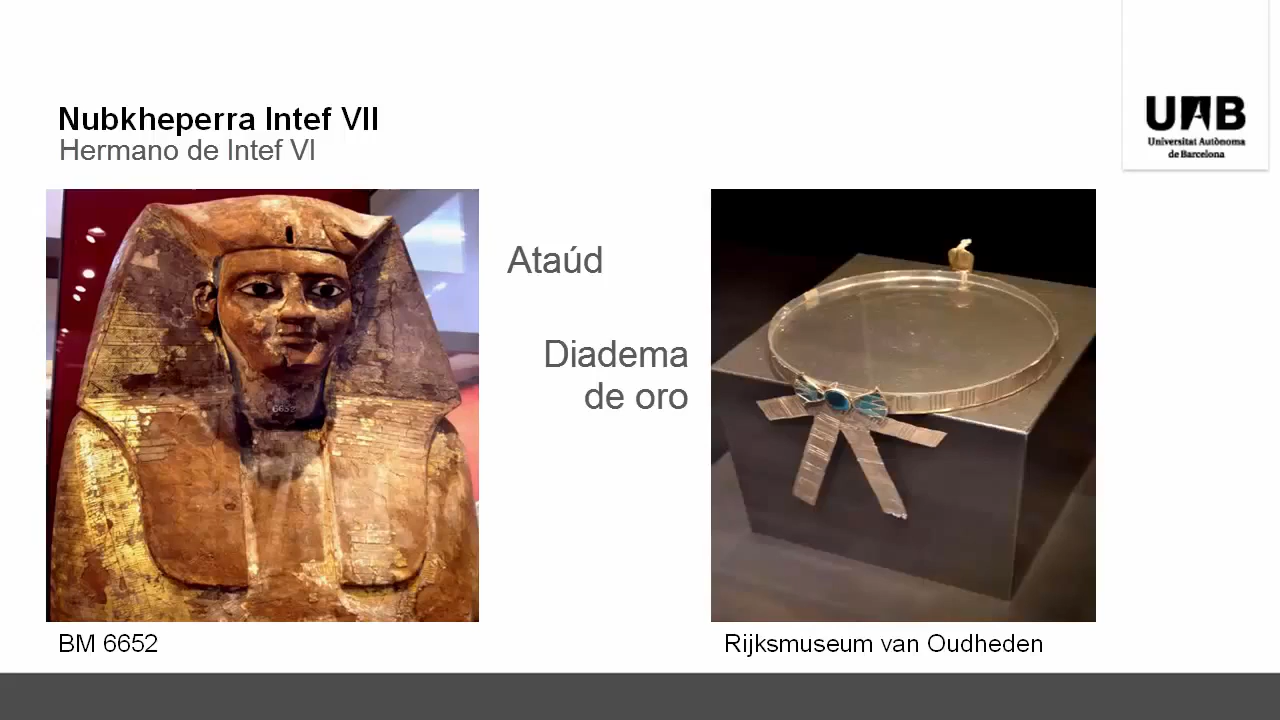 Nubkheperra Intef VII
Hermano de Intef VI
UAB
Universitat Autònoma
de Barcelona
Ataúd
Diadema
de oro
6652
BM 6652
Rijksmuseum van Oudheden